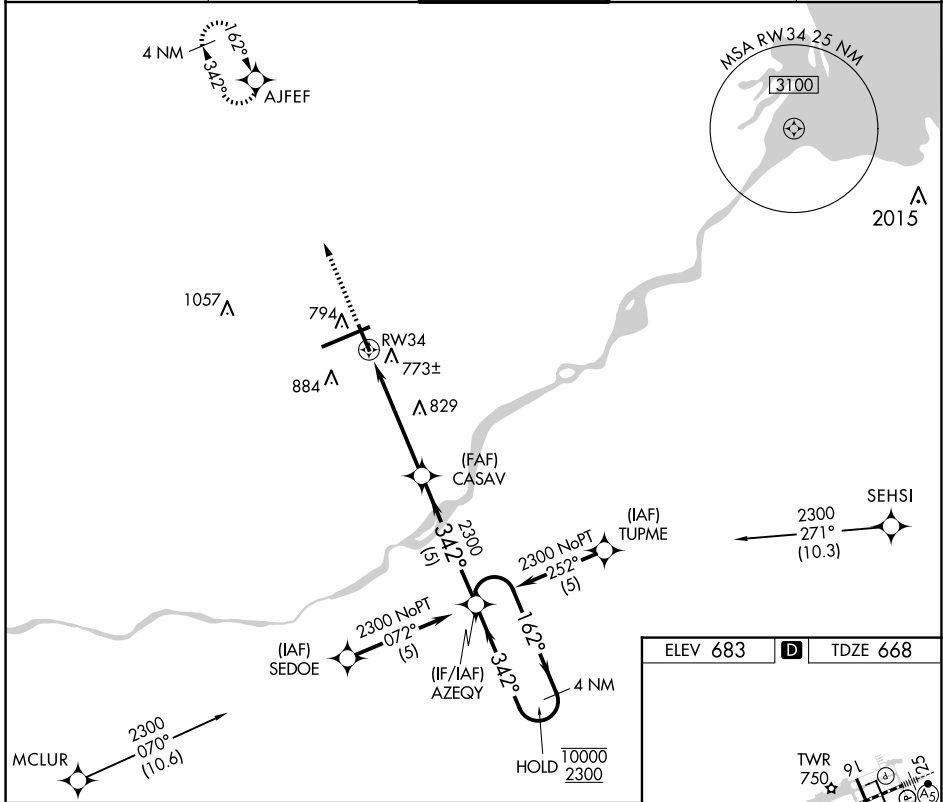 4 NM
162°
342°
AJFEF
MSA RW34 25 NM
3100
2015
1057
794
RW34
773±
884
829
(FAF)
CASAV
SEHSI
2300
271°
(10.3)
(IAF)
TUPME
2300 NoPT
252°
(5)
2300
342°
(5)
2300 NoPT
072°
(5)
(IAF)
SEDOE
(IF/IAF)
AZEQY
162°
342°
4 NM
HOLD
10000
2300
MCLUR
2300
070°
(10.6)
ELEV 683
D
TDZE 668
TWR
750
16
25
P
P
A5